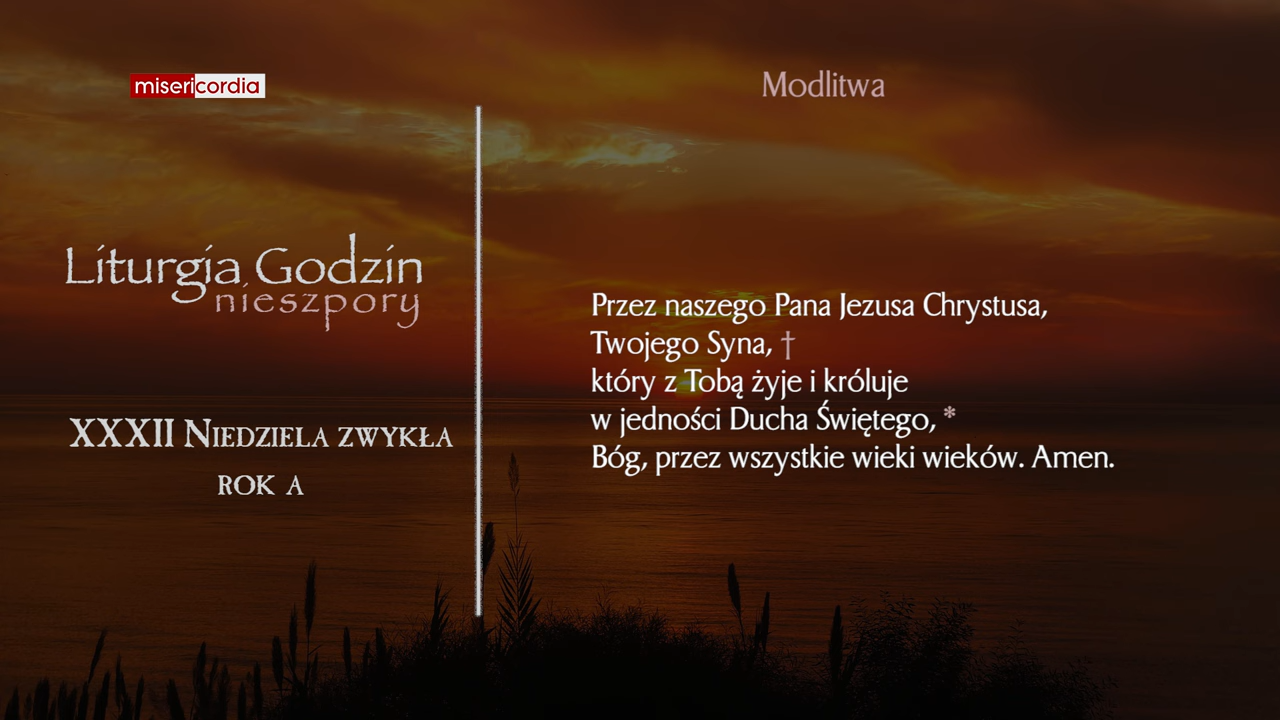 misericordia
Liturgia Godzin
nieszpory
XXXII Niedziela zwykła
rok a
Modlitwa
Przez naszego Pana Jezusa Chrystusa,
Twojego Syna, †
który z Tobą żyje i króluje
w jedności Ducha Świętego, *
Bóg, przez wszystkie wieki wieków. Amen.